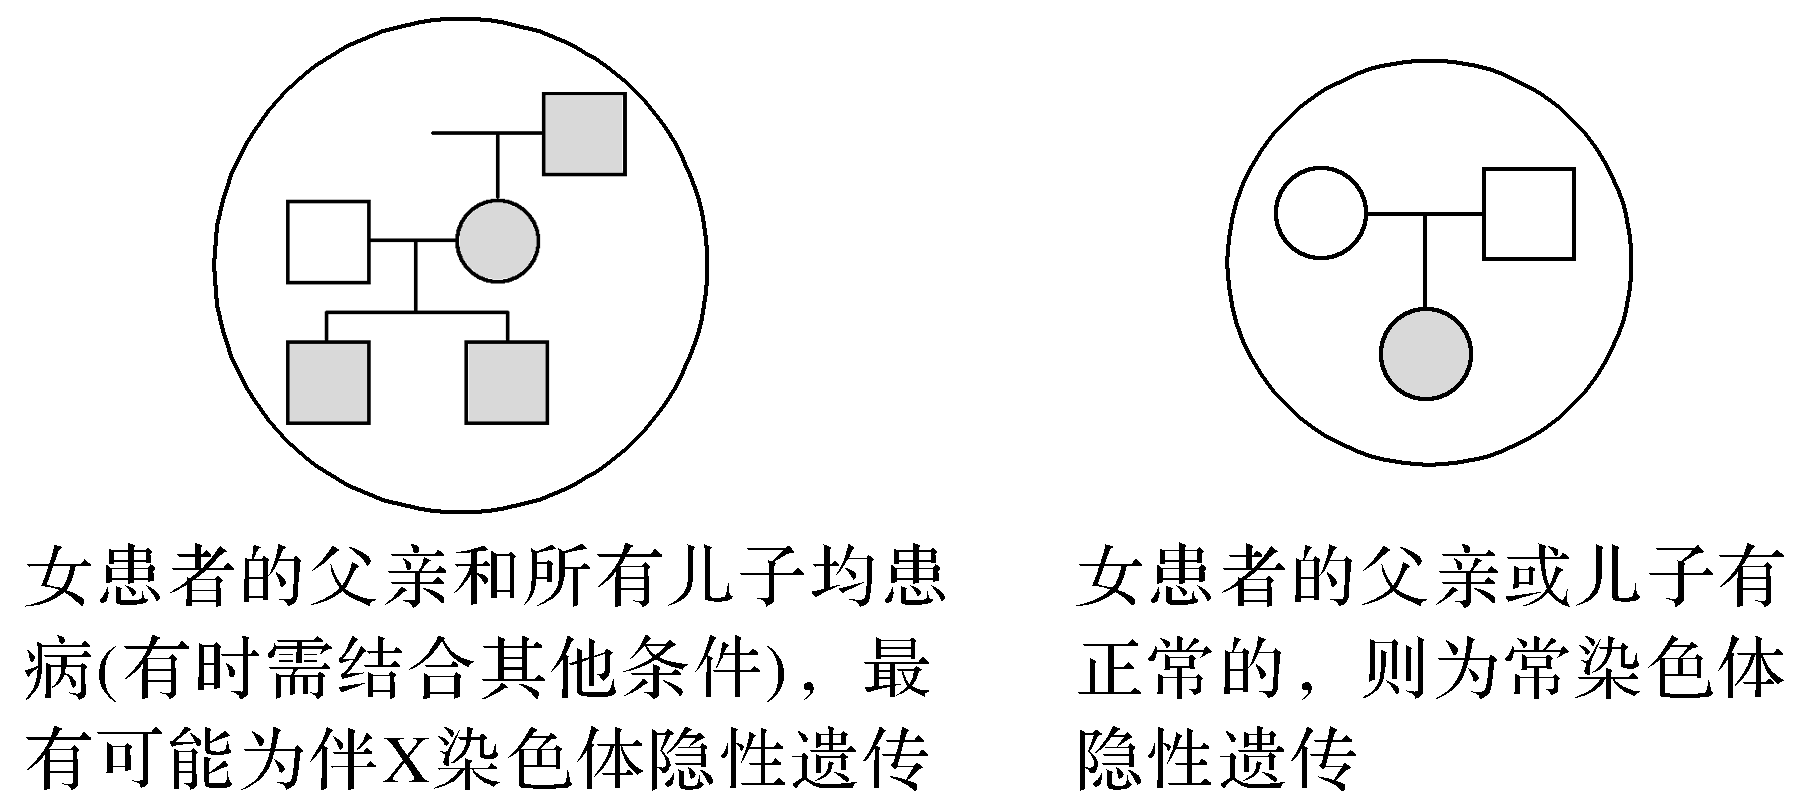 女患者的父亲和所有儿子均患
病(有时需结合其他条件)，最
有可能为伴X染色体隐性遗传
女患者的父亲或儿子有
正常的，则为常染色体
隐性遗传